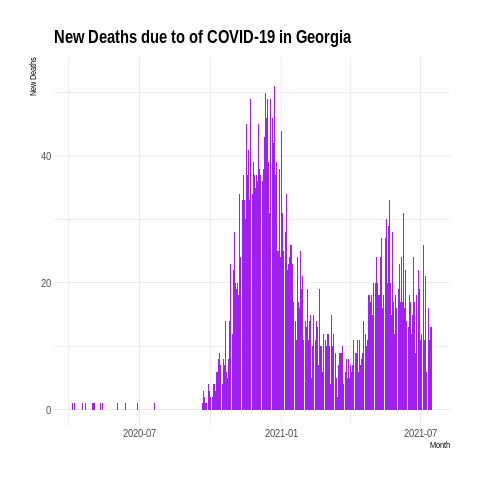 New Deaths due to of COVID-19 in Georgia
New Deaths
40
20
0
2020-07
2021-01
2021-07
Month